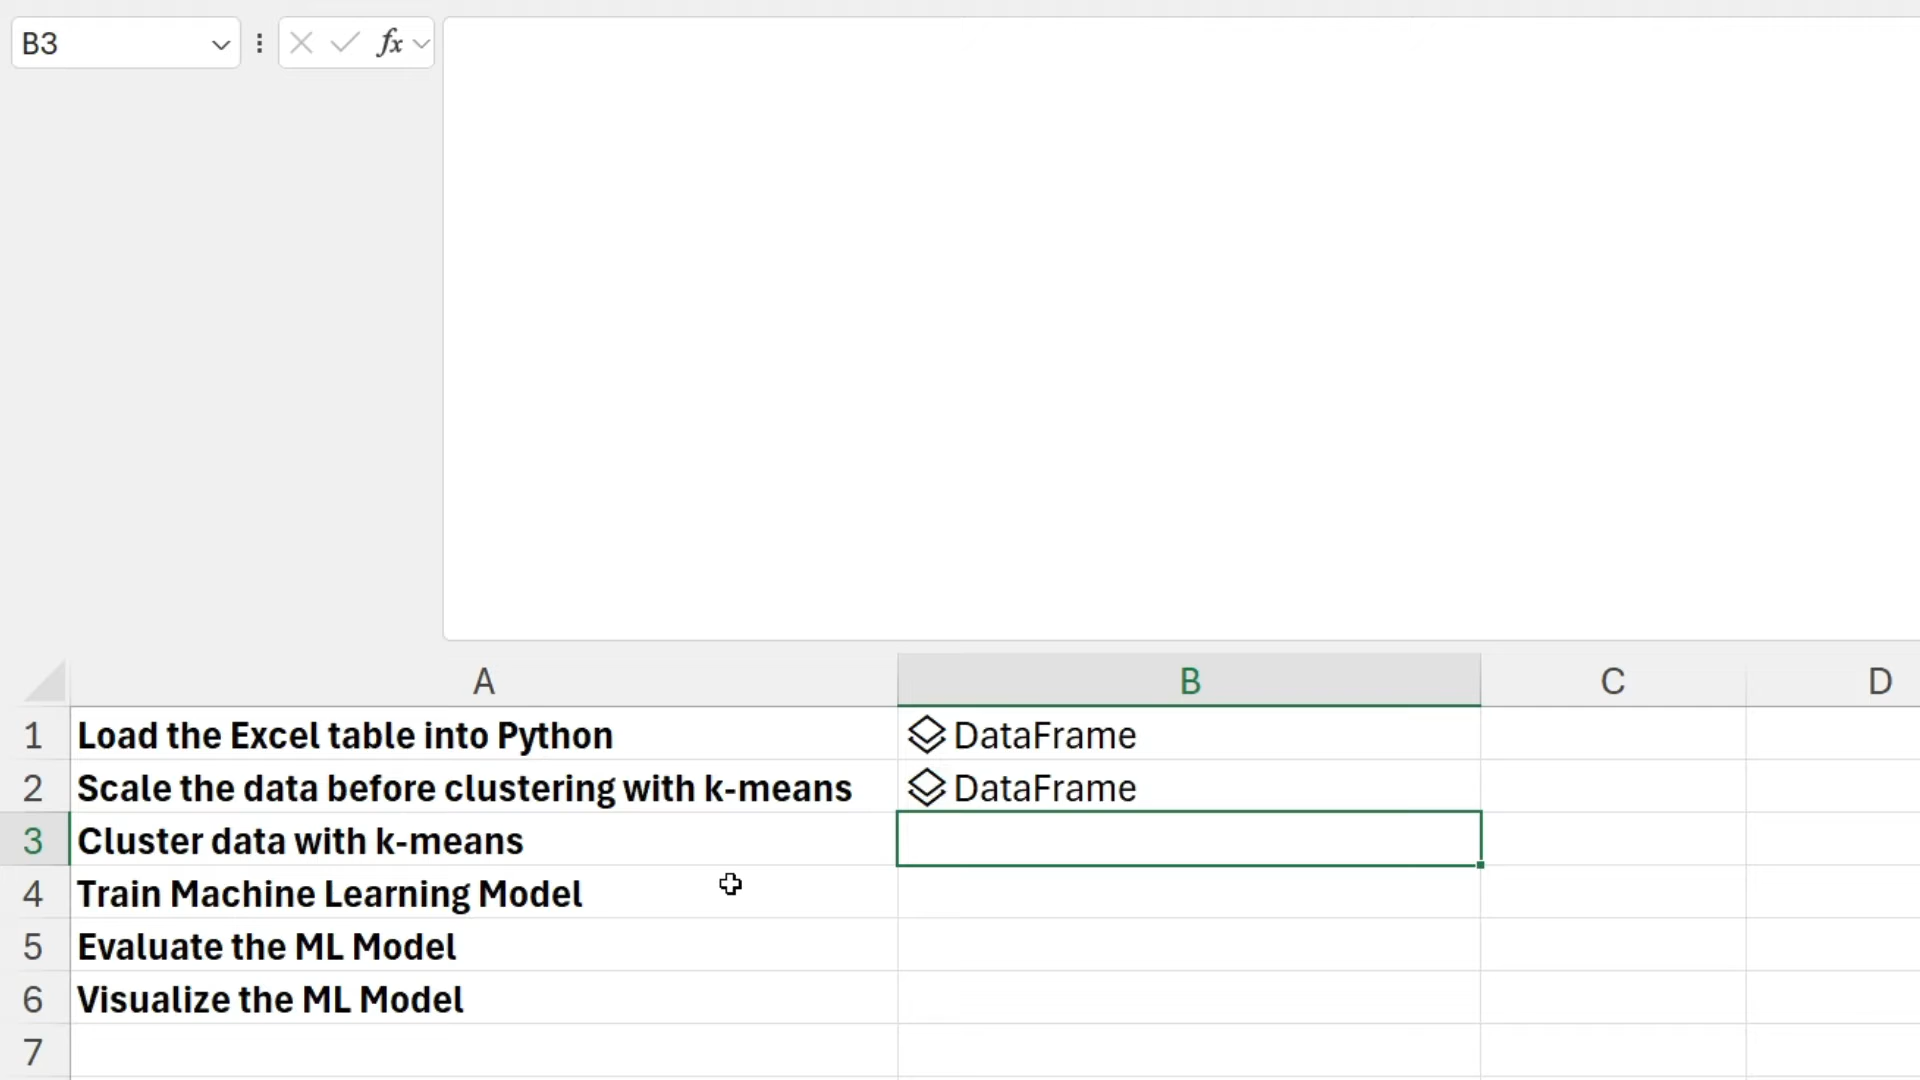 B3
fx
A B C D
1 Load the Excel table into Python DataFrame
2 Scale the data before clustering with k-means DataFrame
3 Cluster data with k-means
4 Train Machine Learning Model
5 Evaluate the ML Model
6 Visualize the ML Model
7